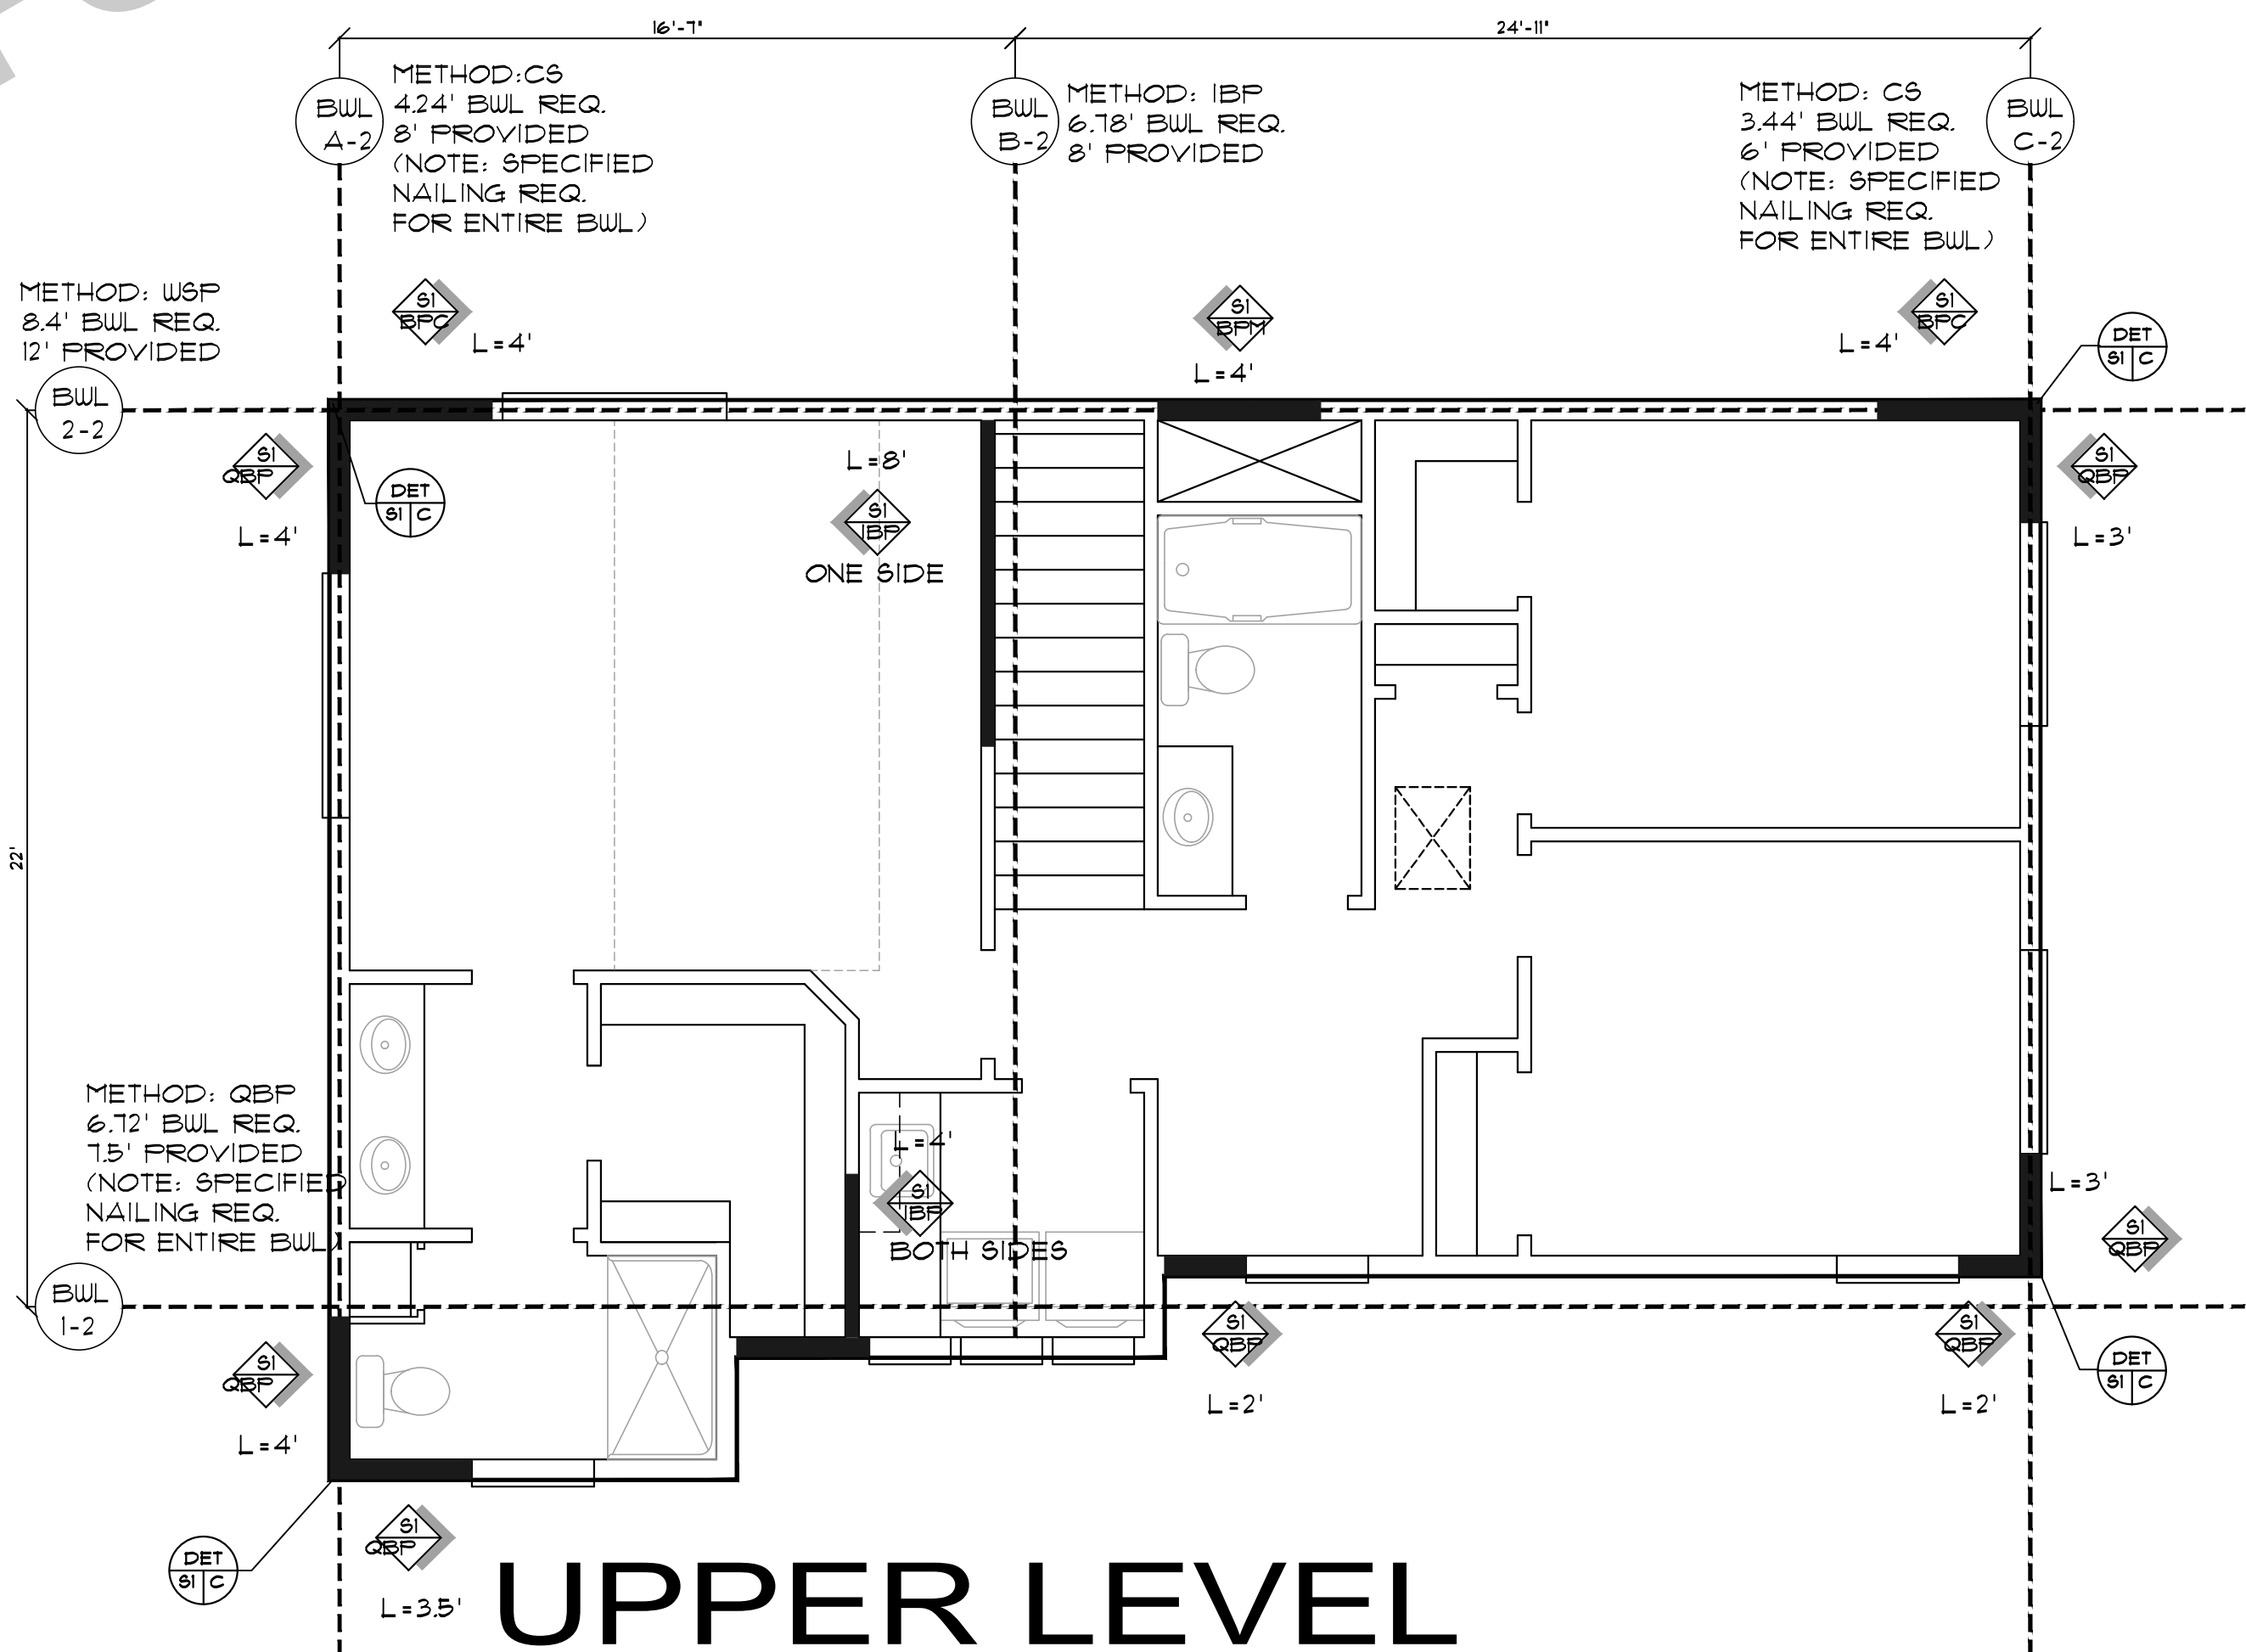 16'-7"
24'-11"
BWL
A-2
METHOD:CS
4.24' BWL REQ.
8' PROVIDED
(NOTE: SPECIFIED
NAILING REQ.
FOR ENTIRE BWL)
BWL
B-2
METHOD: IBP
6.78' BWL REQ.
8' PROVIDED
METHOD: CS
3.44' BWL REQ.
6' PROVIDED
(NOTE: SPECIFIED
NAILING REQ.
FOR ENTIRE BWL)
BWL
C-2
METHOD: WSP
8.4' BWL REQ.
12' PROVIDED
BWL
2-2
S1
BPC
L=4'
S1
BPM
L=4'
S1
BPC
L=4'
DET
S1 C
S1
QBP
L=4'
DET
S1 C
L=8'
S1
IBP
ONE SIDE
S1
QBP
L=3'
22'
METHOD: QBP
6.72' BWL REQ.
7.5' PROVIDED
(NOTE: SPECIFIED
NAILING REQ.
FOR ENTIRE BWL)
L=4'
S1
IBP
BOTH SIDES
L=3'
S1
QBP
BWL
1-2
S1
QBP
L=4'
S1
QBP
L=2'
S1
QBP
L=2'
DET
S1 C
DET
S1 C
S1
QBP
L=3.5'
UPPER LEVEL